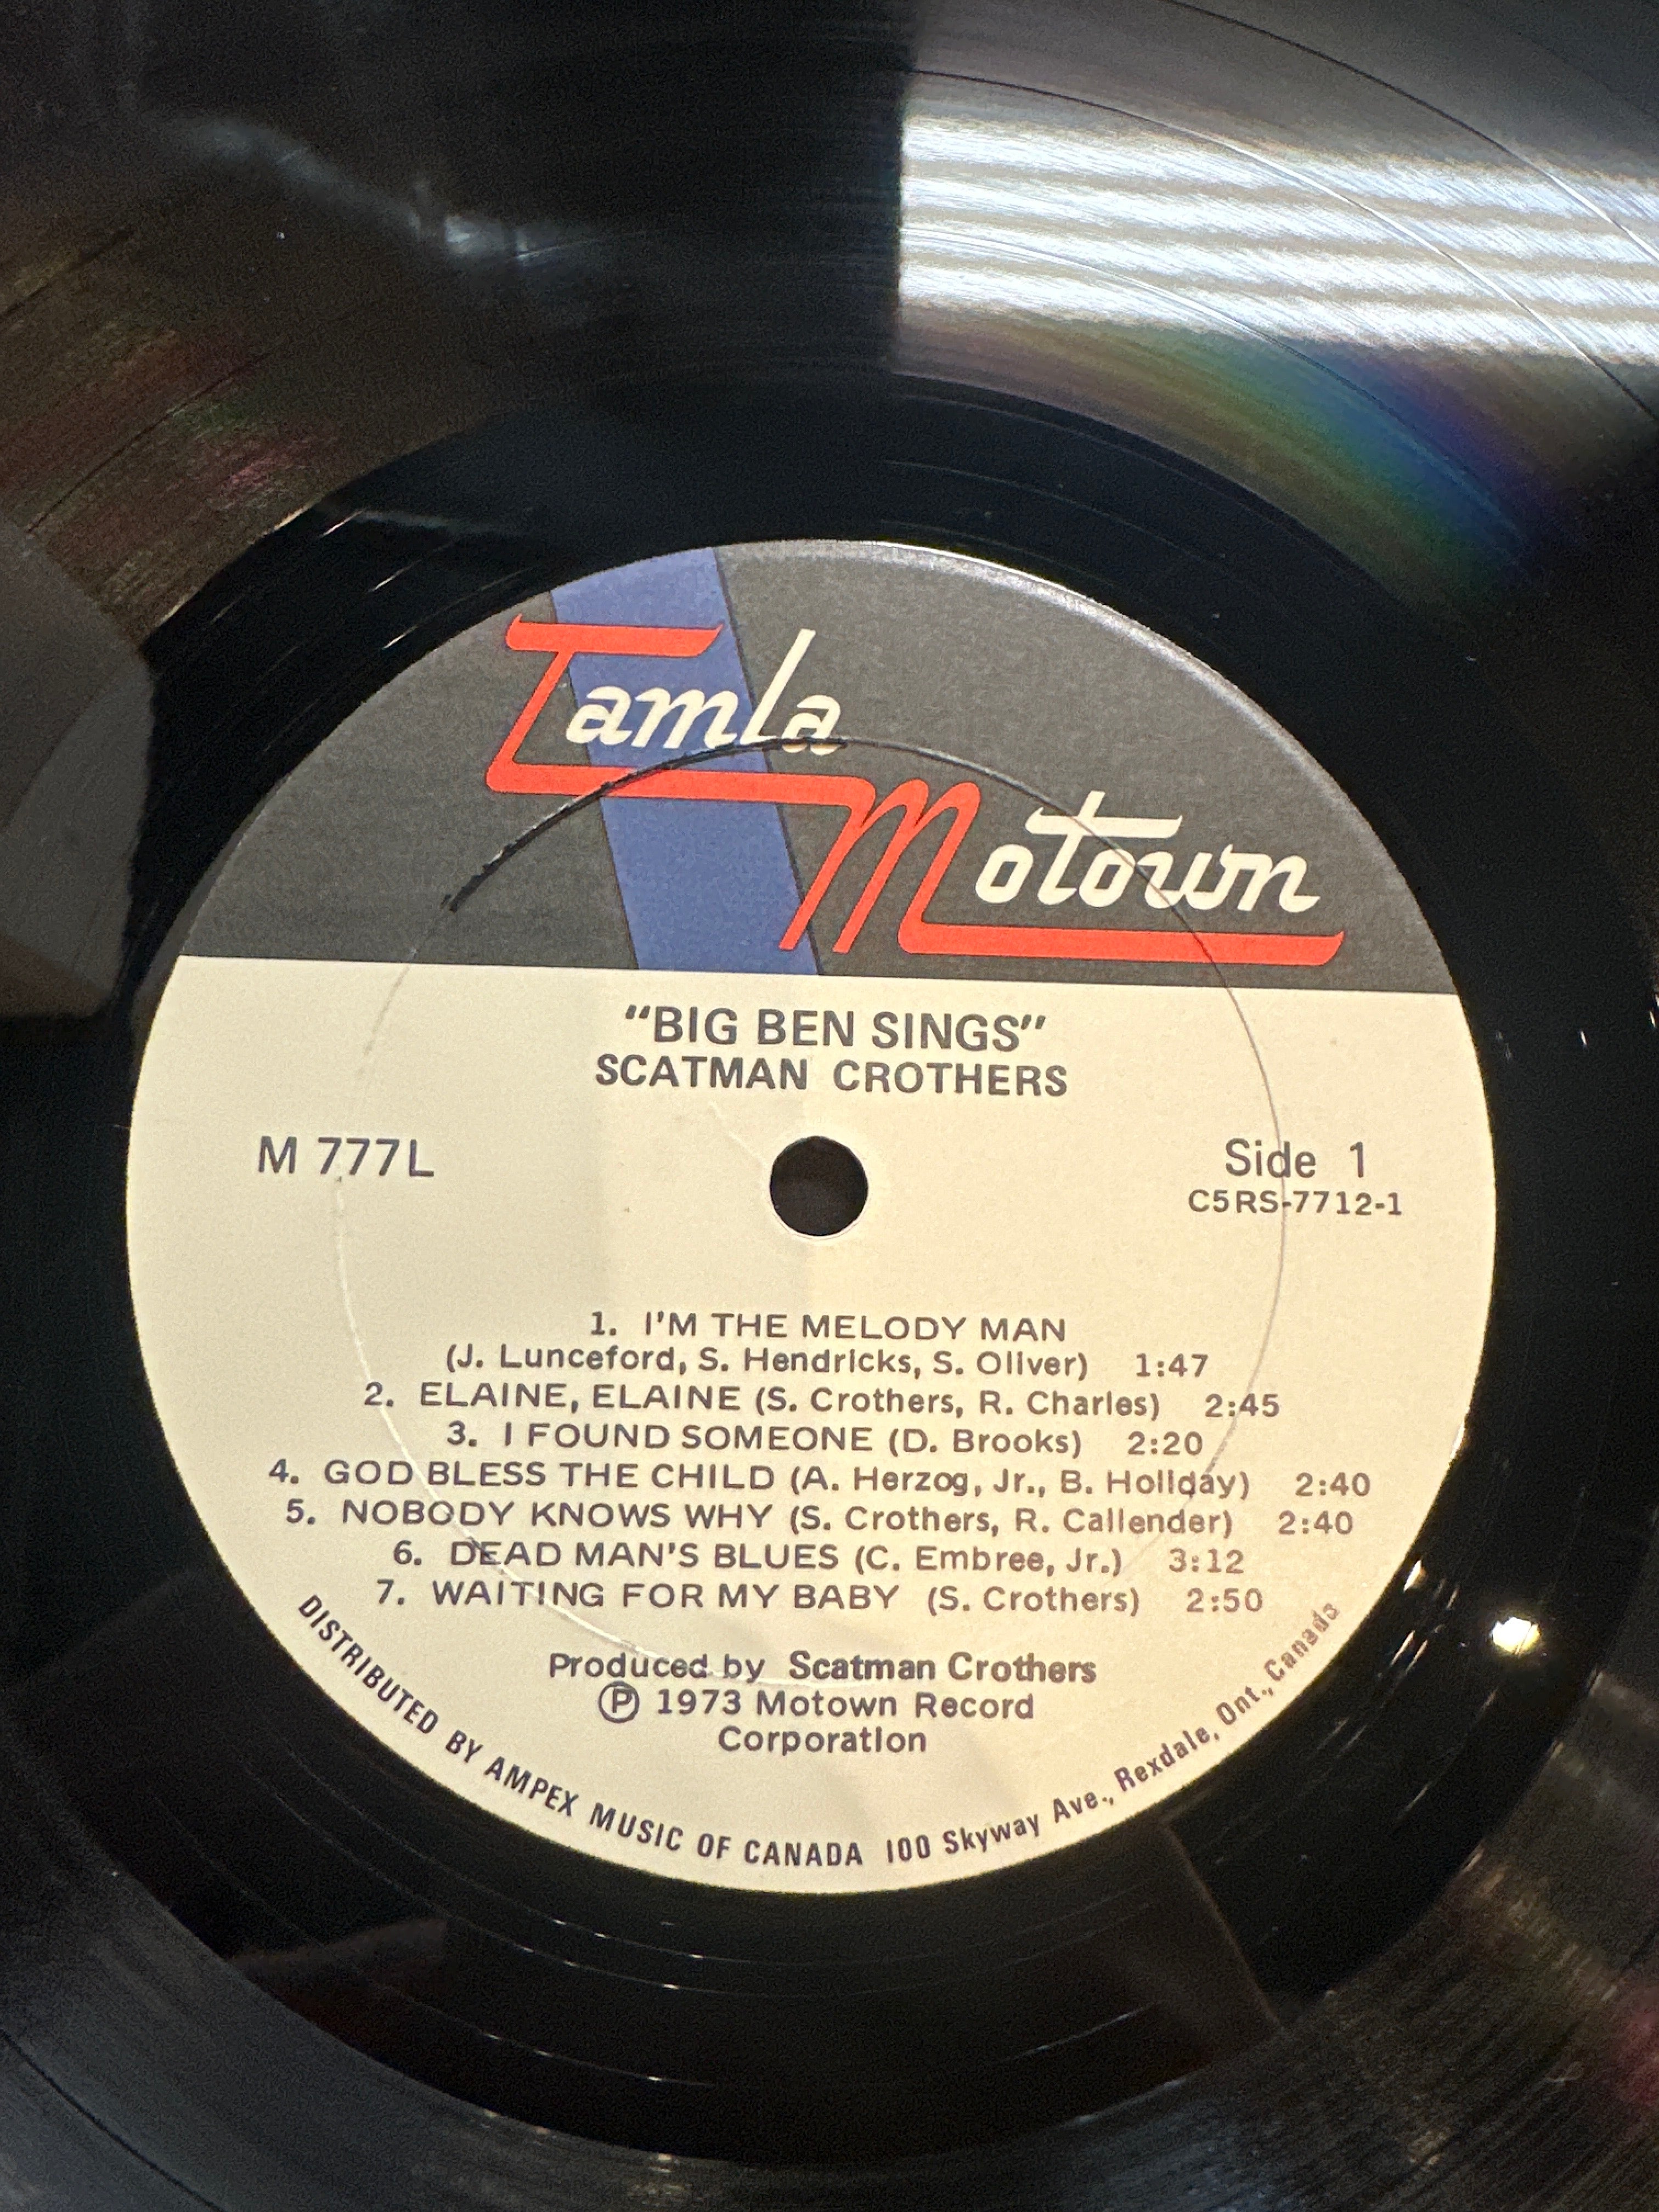 Tamla
Motown
"BIG BEN SINGS"
SCATMAN CROTHERS
M 777L
Side 1
C5RS-7712-1
1. I'M THE MELODY MAN
(J. Lunceford, S. Hendricks, S. Oliver) 1:47
2. ELAINE, ELAINE (S. Crothers, R. Charles) 2:45
3. I FOUND SOMEONE (D. Brooks) 2:20
4. GOD BLESS THE CHILD (A. Herzog, Jr., B. Holiday) 2:40
5. NOBODY KNOWS WHY (S. Crothers, R. Callender) 2:40
6. DEAD MAN'S BLUES (C. Embree, Jr.) 3:12
7. WAITING FOR MY BABY (S. Crothers) 2:50
Produced by Scatman Crothers
Ⓟ 1973 Motown Record
Corporation
DISTRIBUTED BY AMPEX MUSIC OF CANADA 100 Skyway Ave., Rexdale, Ont., Canada